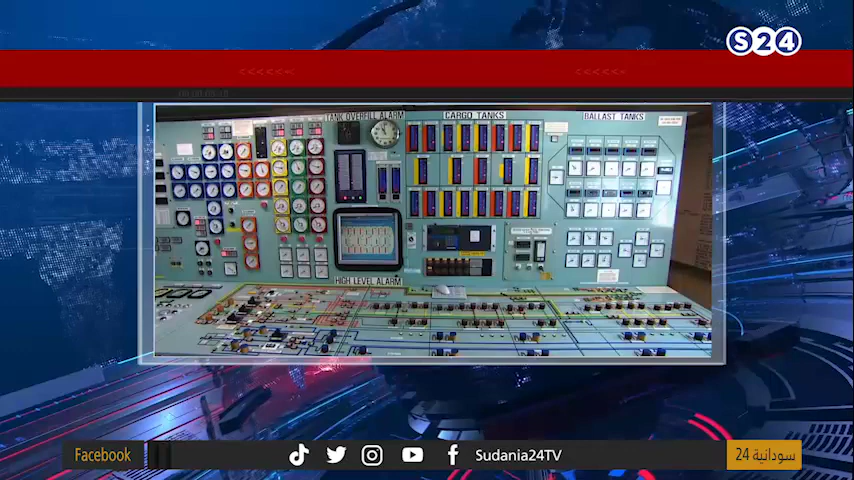 S24
TANK OVERFILL ALARM
CARGO TANKS
BALLAST TANKS
HIGH LEVEL ALARM
Facebook
Sudania24TV
سودانية 24